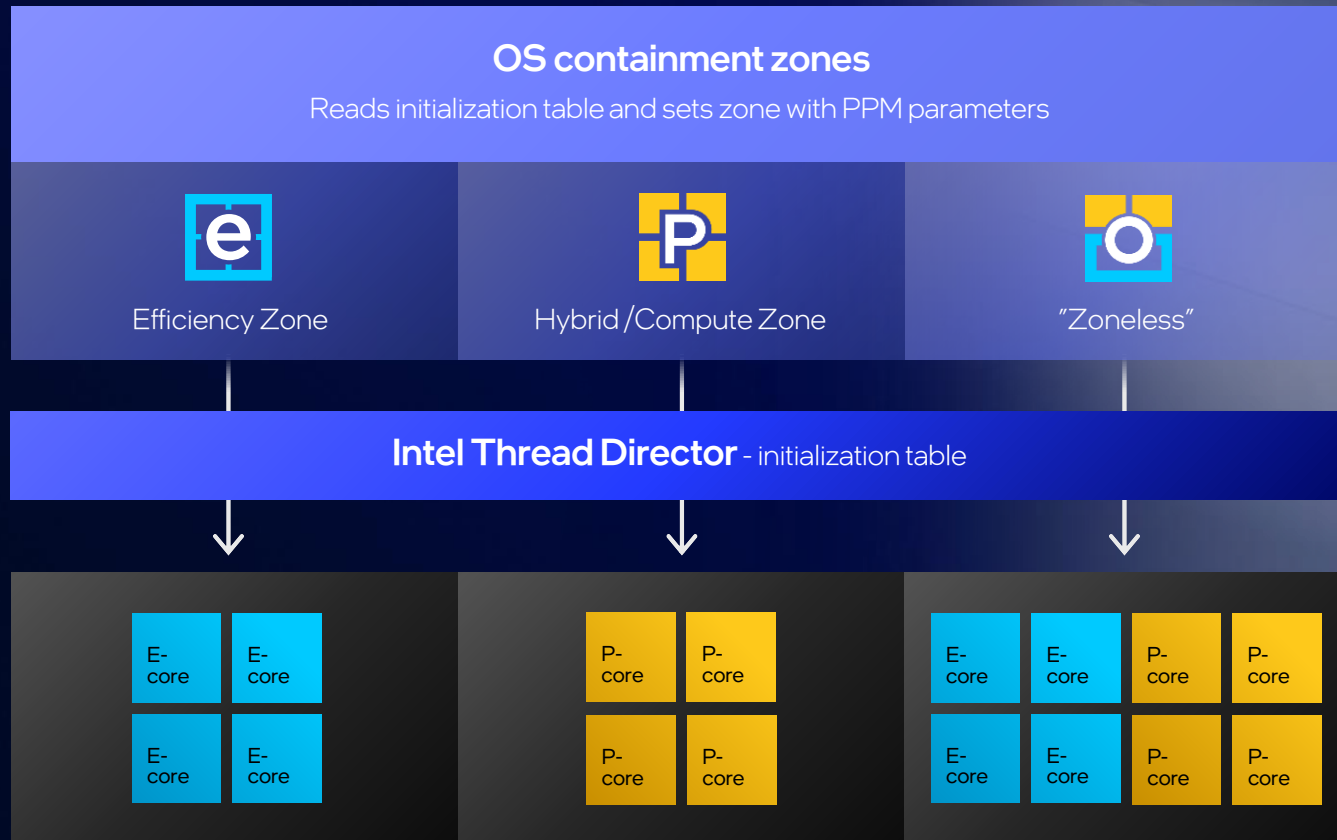 OS containment zones
Reads initialization table and sets zone with PPM parameters
e
P
O
Efficiency Zone
Hybrid /Compute Zone
"Zoneless"
Intel Thread Director - initialization table
E-
core
E-
core
P-
core
P-
core
E-
core
E-
core
P-
core
P-
core
E-
core
E-
core
P-
core
P-
core
E-
core
E-
core
P-
core
P-
core